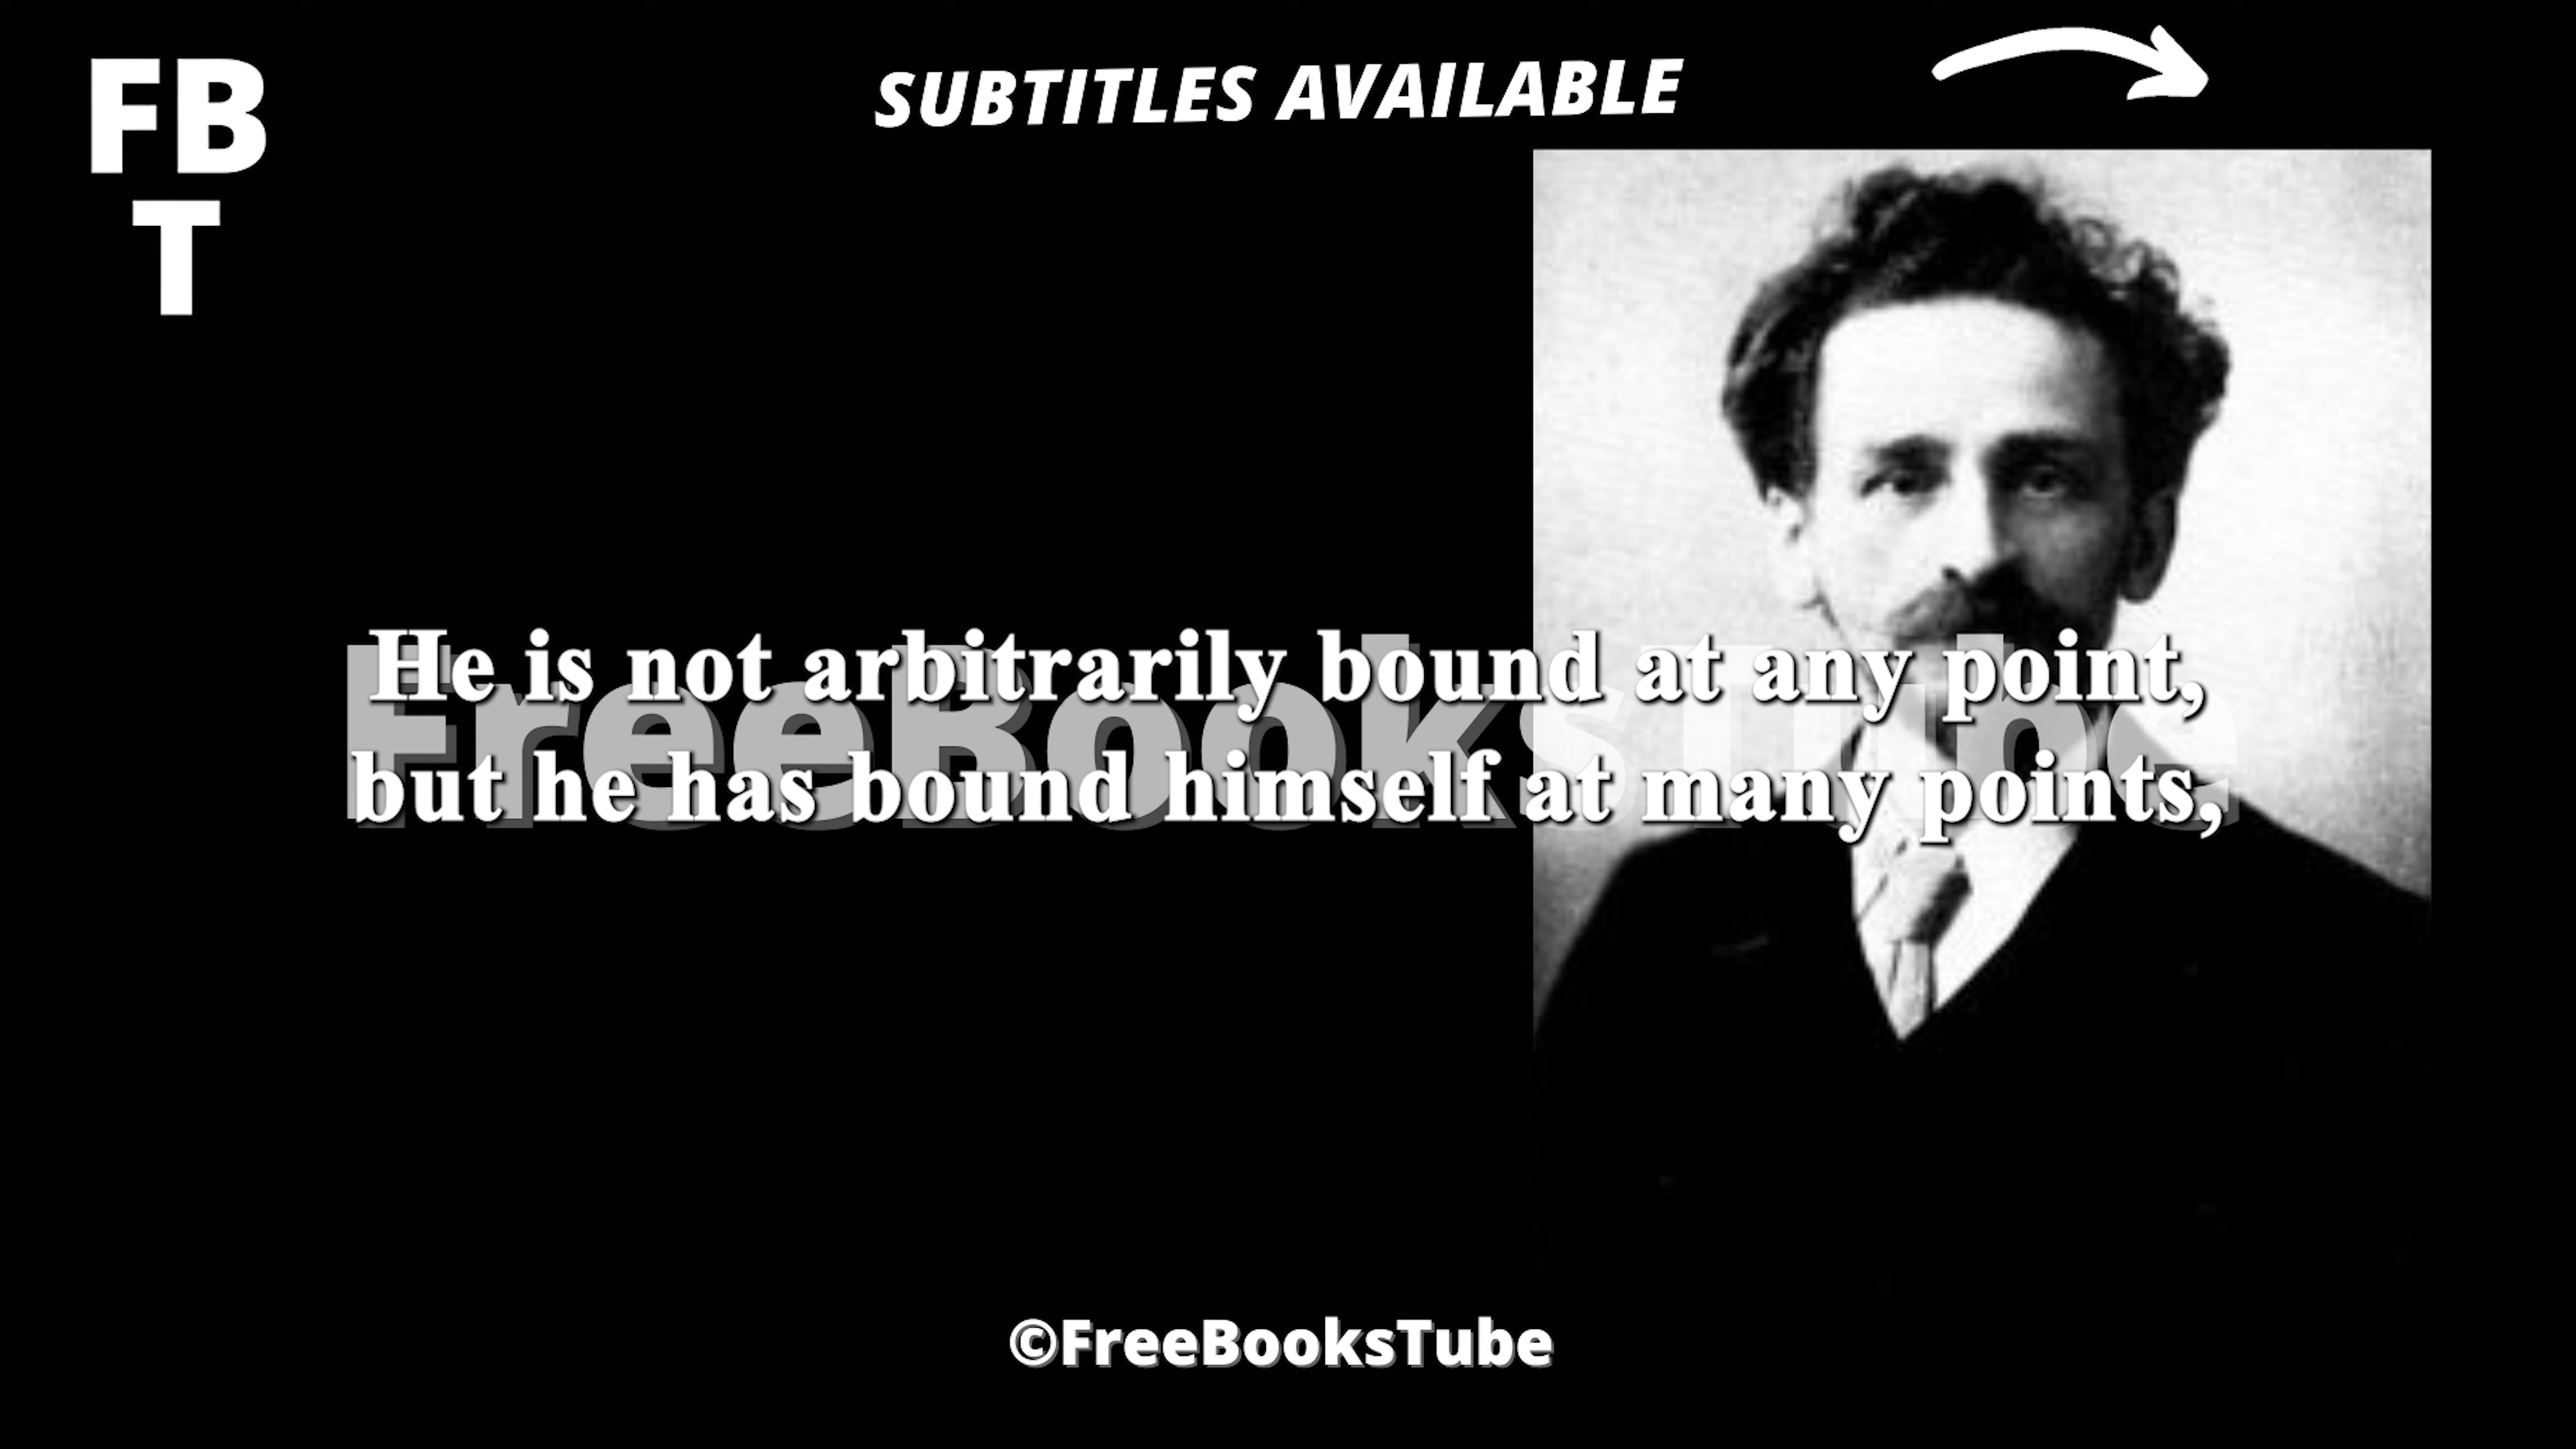 FB
T
SUBTITLES AVAILABLE
He is not arbitrarily bound at any point,
FreeBooksTube
but he has bound himself at many points,
©FreeBooksTube